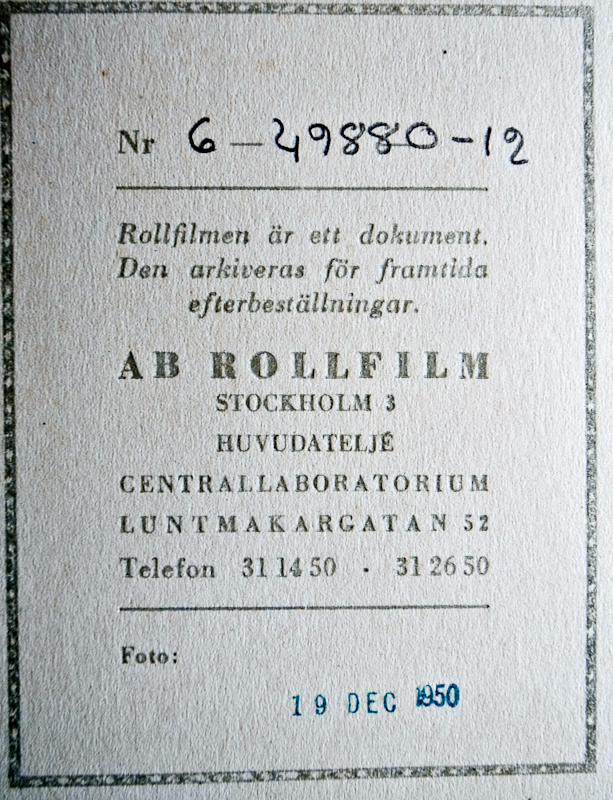 Nr 6-49880-12
Rollfilmen är ett dokument.
Den arkiveras för framtida
efterbeställningar.
AB ROLLFILM
STOCKHOLM 3
HUVUDATELJÉ
CENTRALLABORATORIUM
LUNTMAKARGATAN 52
Telefon 31 14 50 · 31 26 50
Foto:
19 DEC 1950